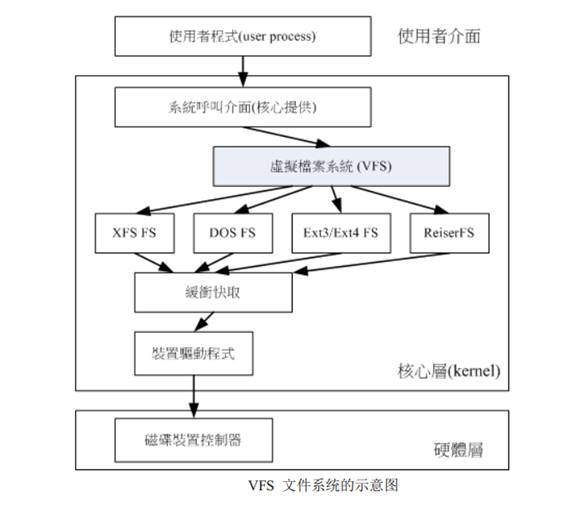 使用者程式(user process)
使用者介面
系統呼叫介面(核心提供)
虛擬檔案系統 (VFS)
XFS FS
DOS FS
Ext3/Ext4 FS
ReiserFS
緩衝快取
裝置驅動程式
核心層(kernel)
磁碟裝置控制器
硬體層
VFS 文件系统的示意图